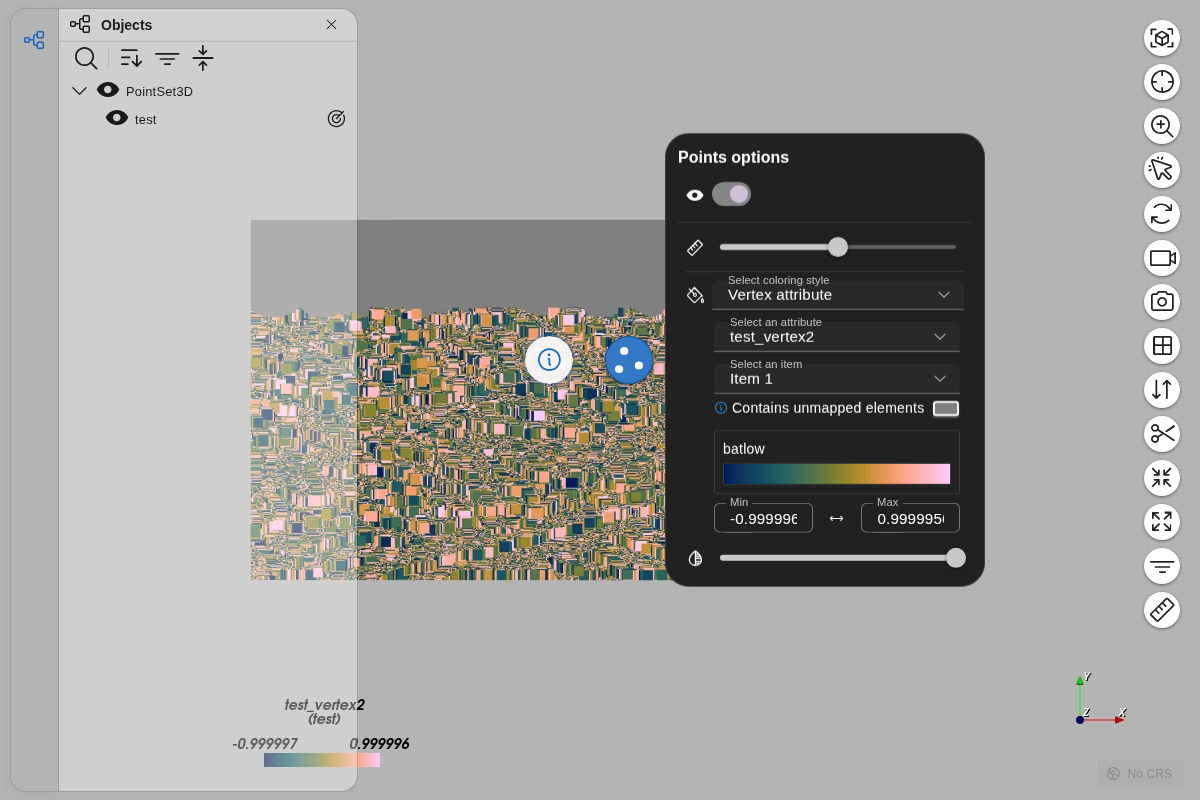 Objects
PointSet3D
test
Points options
Select coloring style
Vertex attribute
Select an attribute
test_vertex2
Select an item
Item 1
Contains unmapped elements
batlow
Min
Max
-0.999996
0.999995
test_vertex2
(test)
-0.999997
0.999996
Y
Z
X
No CRS